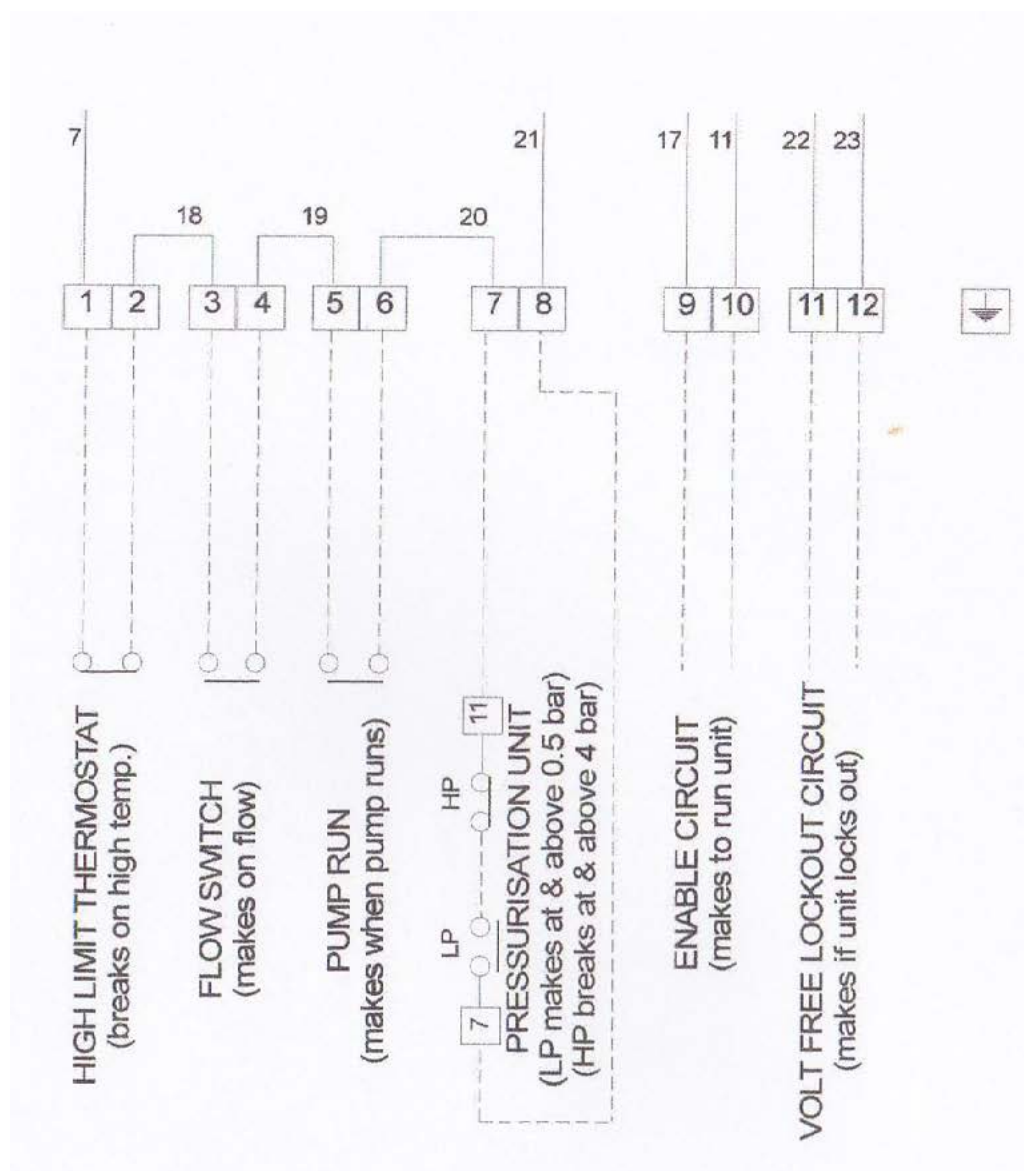 7
18
19
20
21
17
11
22
23
1
2
3
4
5
6
7
8
9
10
11
12
HIGH LIMIT THERMOSTAT
(breaks on high temp.)
FLOW SWITCH
(makes on flow)
PUMP RUN
(makes when pump runs)
7
LP
HP
11
PRESSURISATION UNIT
(LP makes at & above 0.5 bar)
(HP breaks at & above 4 bar)
ENABLE CIRCUIT
(makes to run unit)
VOLT FREE LOCKOUT CIRCUIT
(makes if unit locks out)